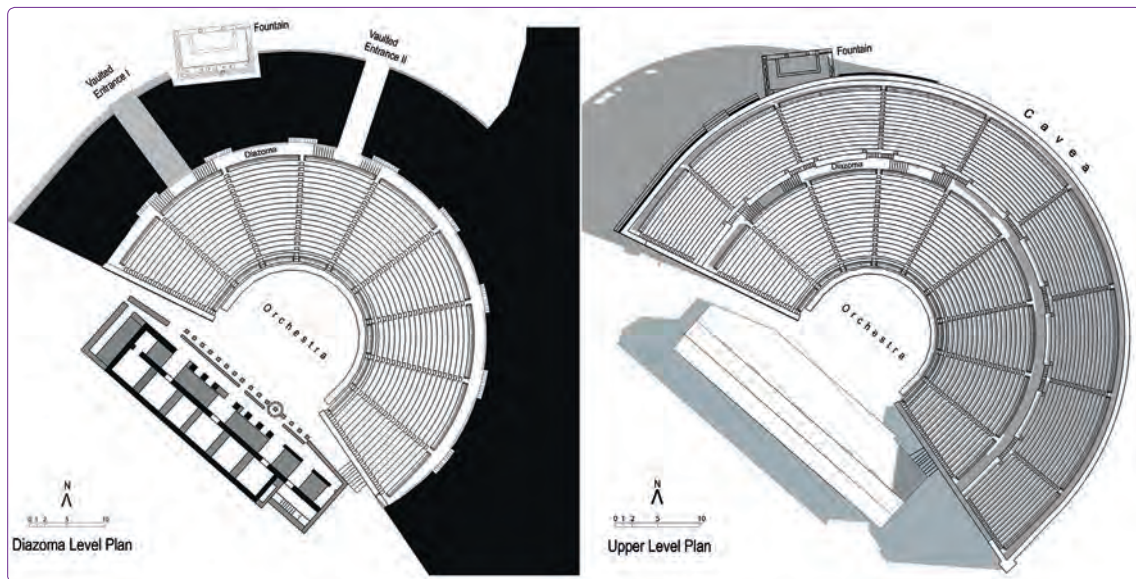 Fountain
Vaulted
Entrance I
Vaulted
Entrance II
Diazoma
Orchestra
N
0 1 2 5 10
Diazoma Level Plan
Fountain
Cavea
Diazoma
Orchestra
N
0 1 2 5 10
Upper Level Plan